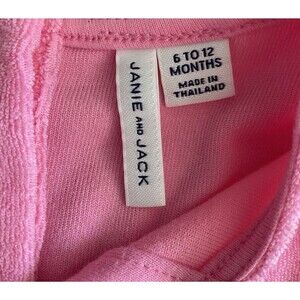 JANIE AND JACK
6 TO 12
MONTHS
MADE IN
THAILAND